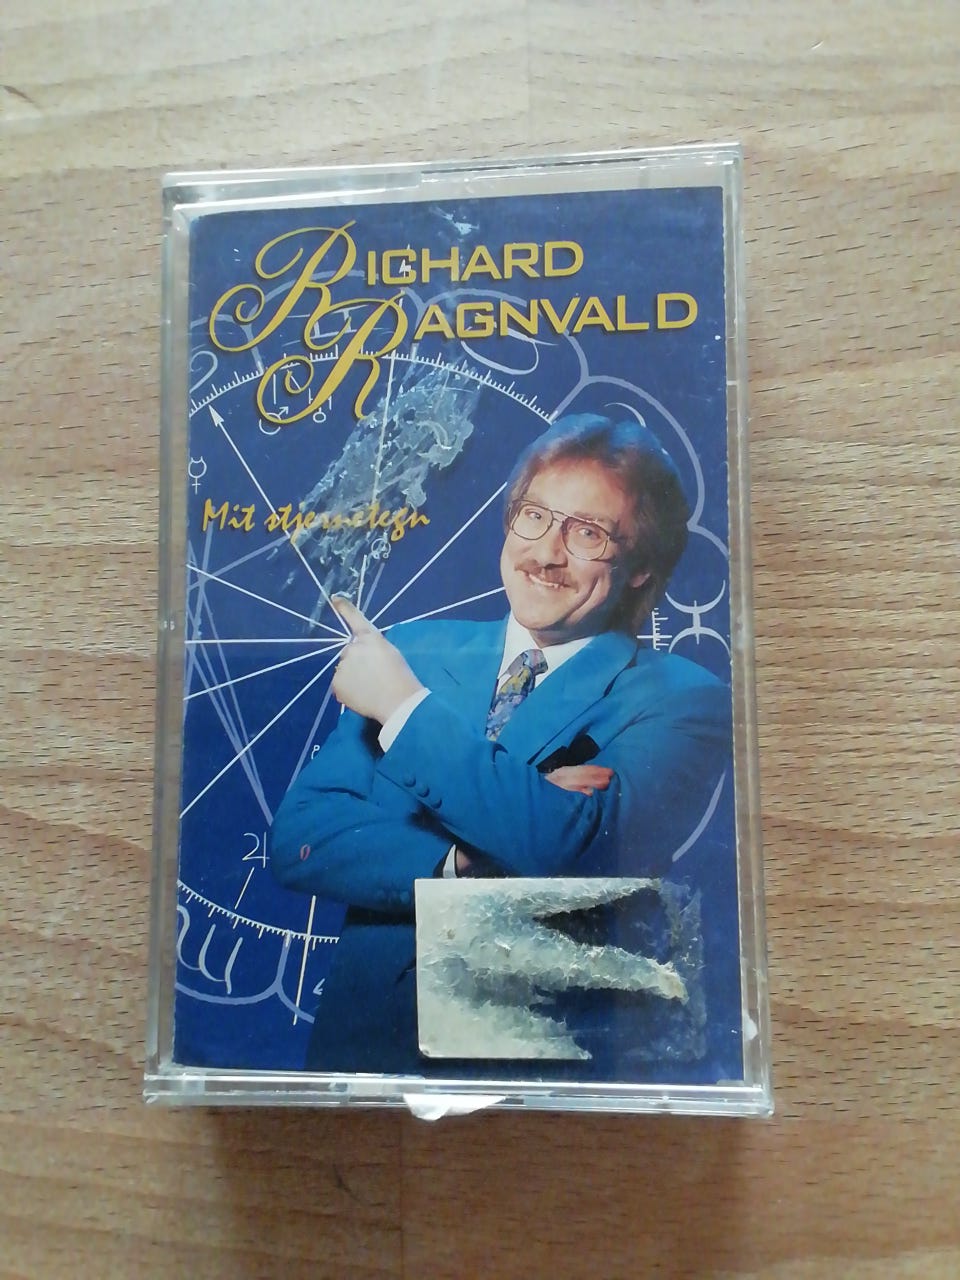 RICHARD
RAGNVALD
Mit stjernetegn